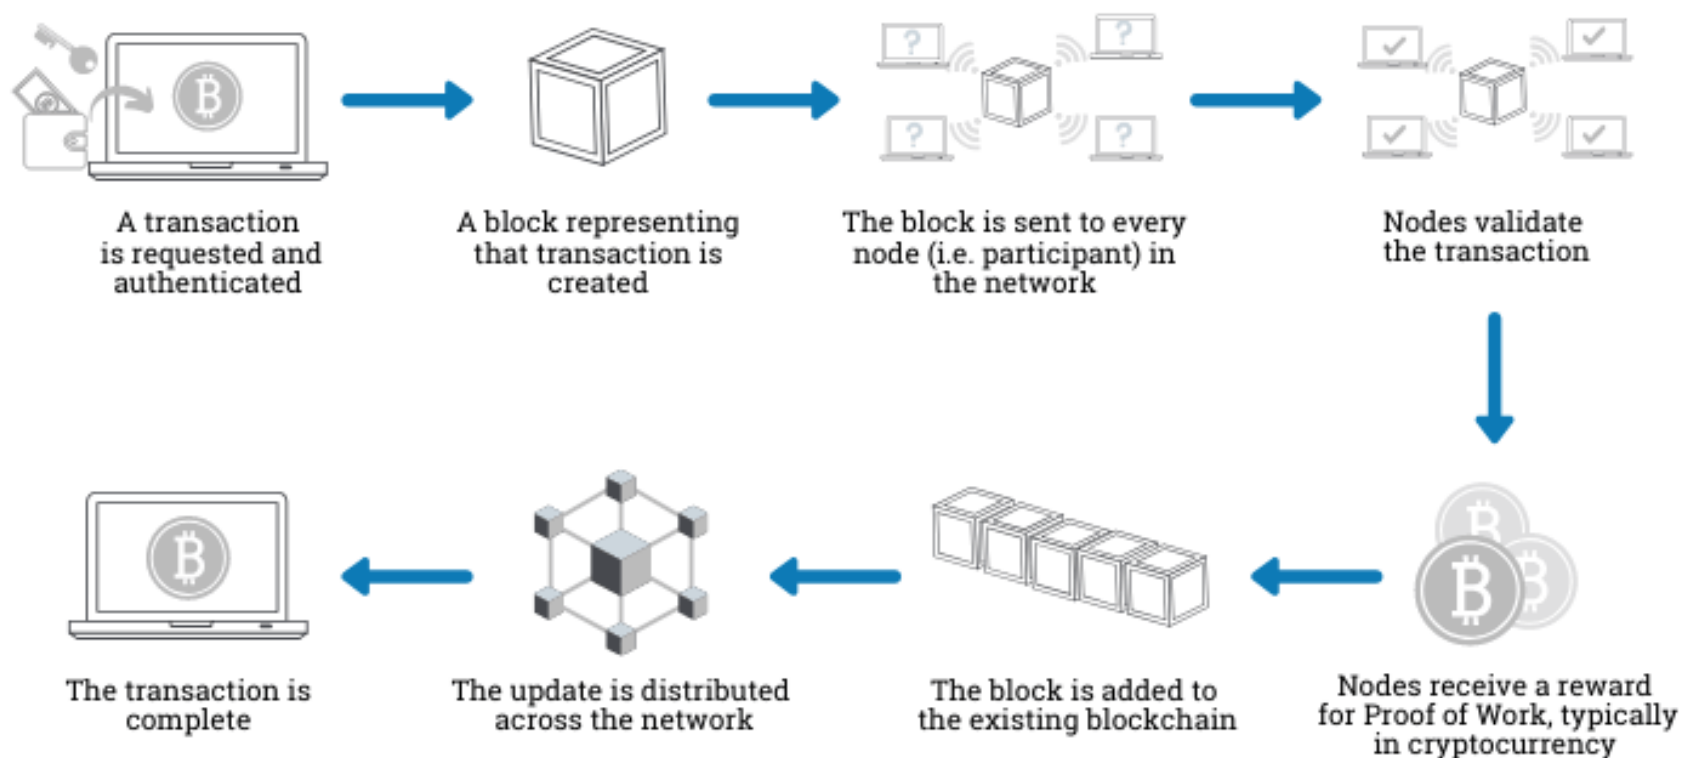 A transaction
is requested and
authenticated
A block representing
that transaction is
created
The block is sent to every
node (i.e. participant) in
the network
Nodes validate
the transaction
Nodes receive a reward
for Proof of Work, typically
in cryptocurrency
The block is added to
the existing blockchain
The update is distributed
across the network
The transaction is
complete